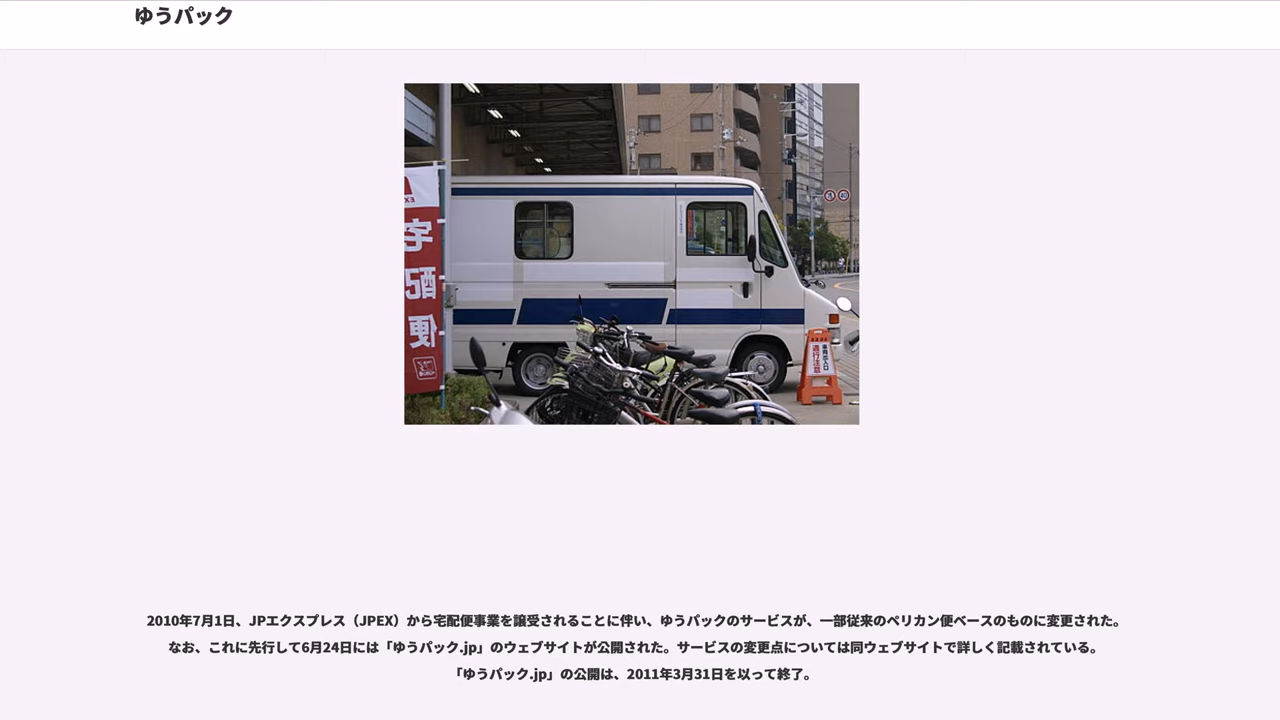 ゆうパック
EX
宅
配
便
通行注意
2010年7月1日、JPエクスプレス（JPEX）から宅配便事業を譲受されることに伴い、ゆうパックのサービスが、一部従来のペリカン便ベースのものに変更された。
なお、これに先行して6月24日には「ゆうパック.jp」のウェブサイトが公開された。サービスの変更点については同ウェブサイトで詳しく記載されている。
「ゆうパック.jp」の公開は、2011年3月31日を以って終了。